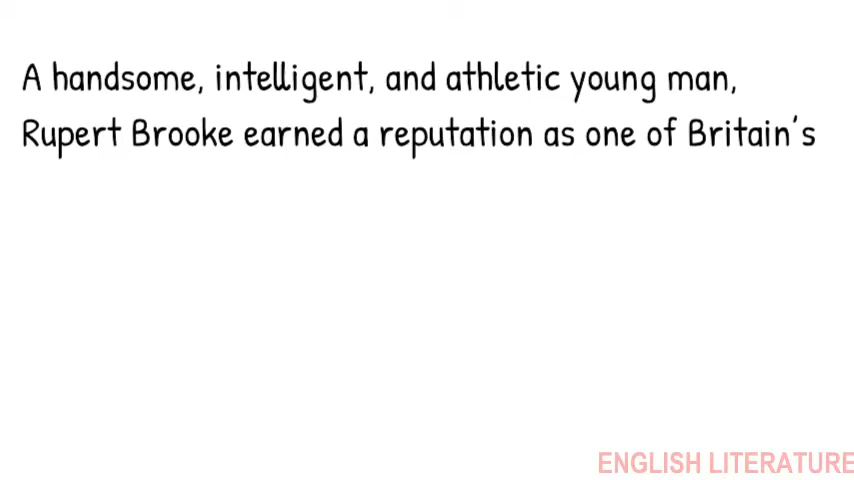 A handsome, intelligent, and athletic young man,
Rupert Brooke earned a reputation as one of Britain's
ENGLISH LITERATURE